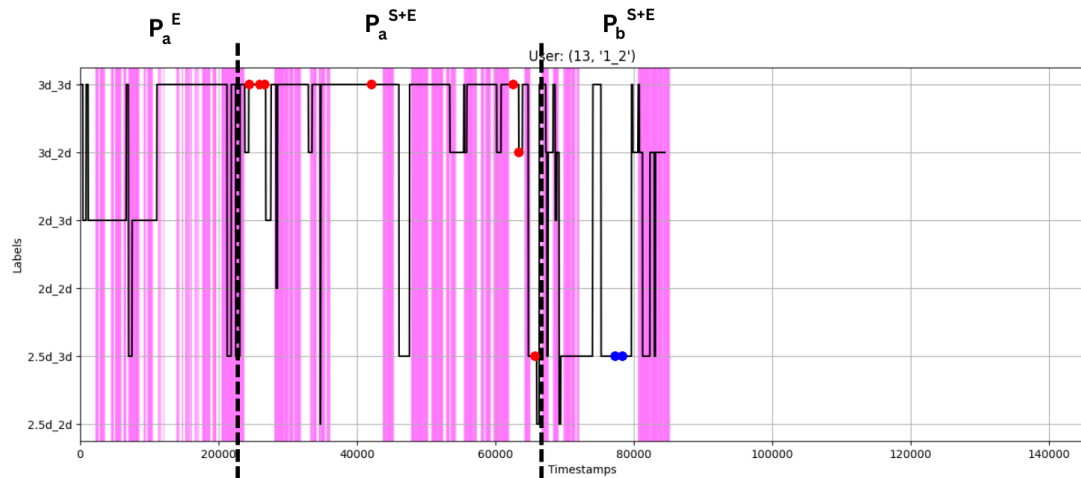 P_a^E
P_a^{S+E}
P_b^{S+E}
User: (13, '1_2')
3d_3d
3d_2d
2d_3d
2d_2d
2.5d_3d
2.5d_2d
Labels
0 20000 40000 60000 80000 100000 120000 140000
Timestamps